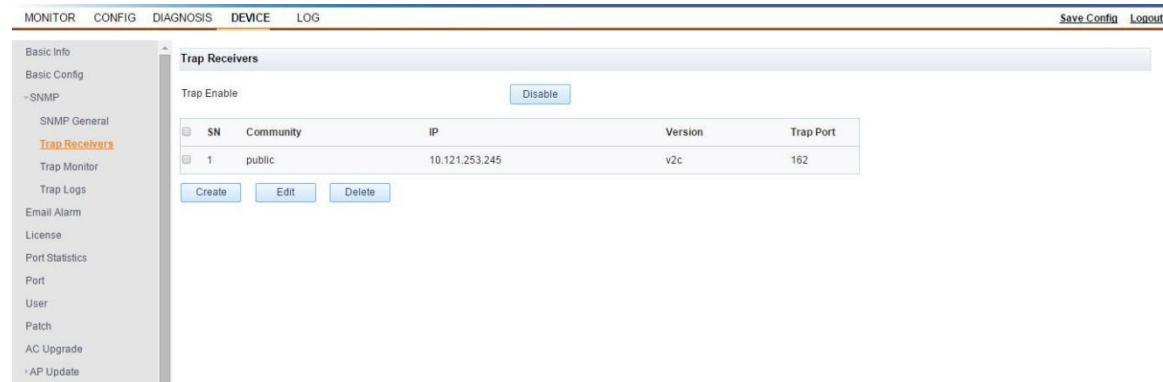 MONITOR CONFIG DIAGNOSIS DEVICE LOG Save Config Logout
Basic Info
Basic Config
SNMP
SNMP General
Trap Receivers
Trap Monitor
Trap Logs
Email Alarm
License
Port Statistics
Port
User
Patch
AC Upgrade
AP Update
Trap Receivers
Trap Enable Disable
SN Community IP Version Trap Port
1 public 10.121.253.245 v2c 162
Create Edit Delete